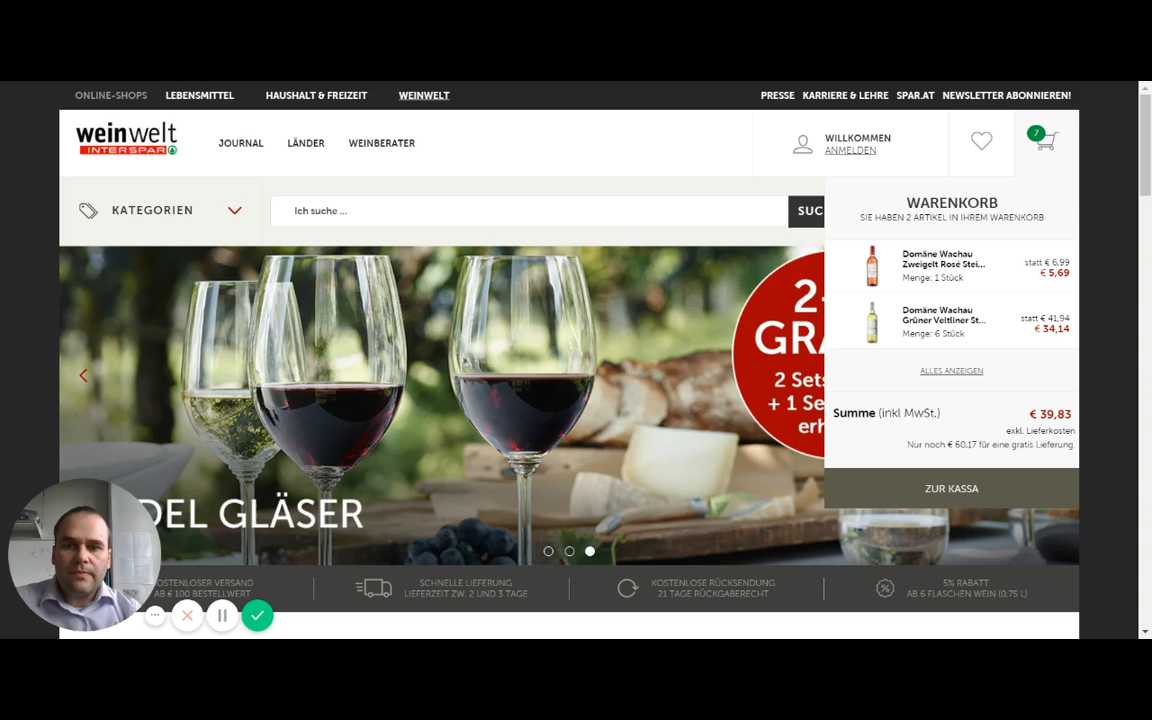 ONLINE-SHOPS LEBENSMITTEL HAUSHALT & FREIZEIT WEINWELT PRESSE KARRIERE & LEHRE SPAR.AT NEWSLETTER ABONNIEREN!
weinwelt
INTERSPAR
JOURNAL LÄNDER WEINBERATER
WILLKOMMEN
ANMELDEN
7
KATEGORIEN
Ich suche ...
SUC
WARENKORB
SIE HABEN 2 ARTIKEL IN IHREM WARENKORB
Domäne Wachau
Zweigelt Rosé Stei...
Menge: 1 Stück
statt € 6,99
€ 5,69
Domäne Wachau
Grüner Veltliner St...
Menge: 6 Stück
statt € 41,94
€ 34,14
ALLES ANZEIGEN
Summe (inkl MwSt.) € 39,83
exkl. Lieferkosten
Nur noch € 60,17 für eine gratis Lieferung.
ZUR KASSA
2
GRA
2 Sets
+ 1 Se
erh
DEL GLÄSER
OSTENLOSER VERSAND
AB € 100 BESTELLWERT
SCHNELLE LIEFERUNG
LIEFERZEIT ZW. 2 UND 3 TAGE
KOSTENLOSE RÜCKSENDUNG
21 TAGE RÜCKGABERECHT
5% RABATT
AB 6 FLASCHEN WEIN (0,75 L)